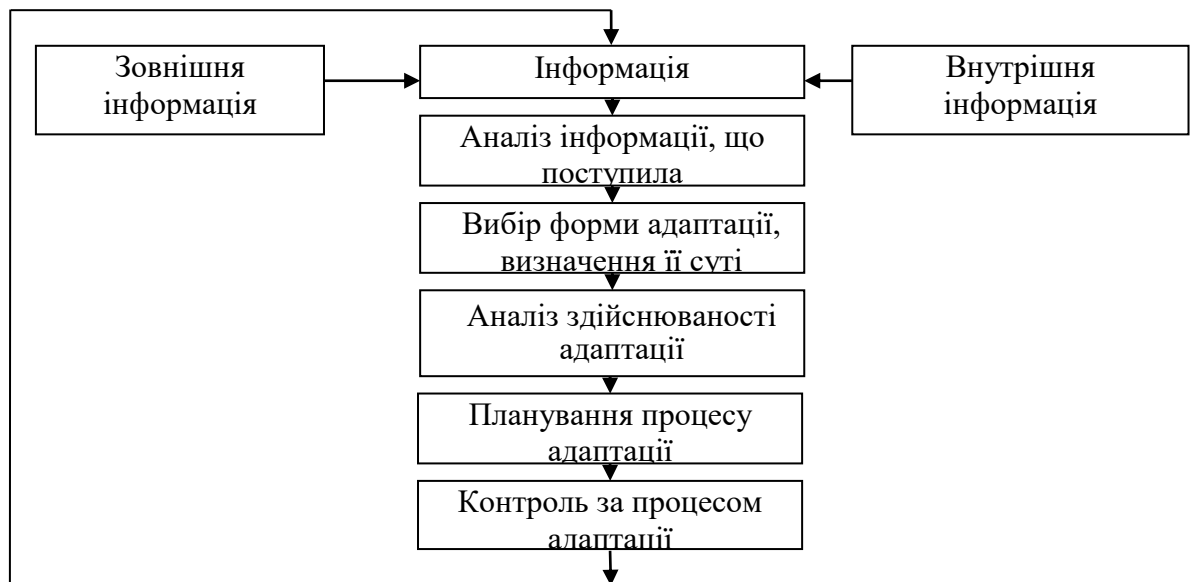 Зовнішня
інформація
Інформація
Внутрішня
інформація
Аналіз інформації, що
поступила
Вибір форми адаптації,
визначення її суті
Аналіз здійснюваності
адаптації
Планування процесу
адаптації
Контроль за процесом
адаптації